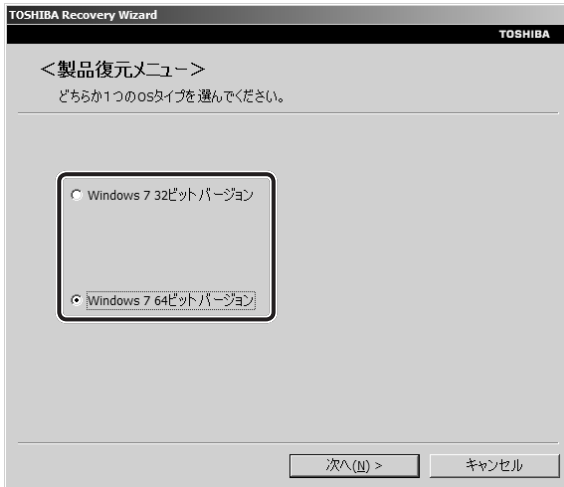 TOSHIBA Recovery Wizard
TOSHIBA
＜製品復元メニュー＞
どちらか１つのOSタイプを選んでください。
Windows 7 32ビット バージョン
Windows 7 64ビット バージョン
次へ(N) >
キャンセル